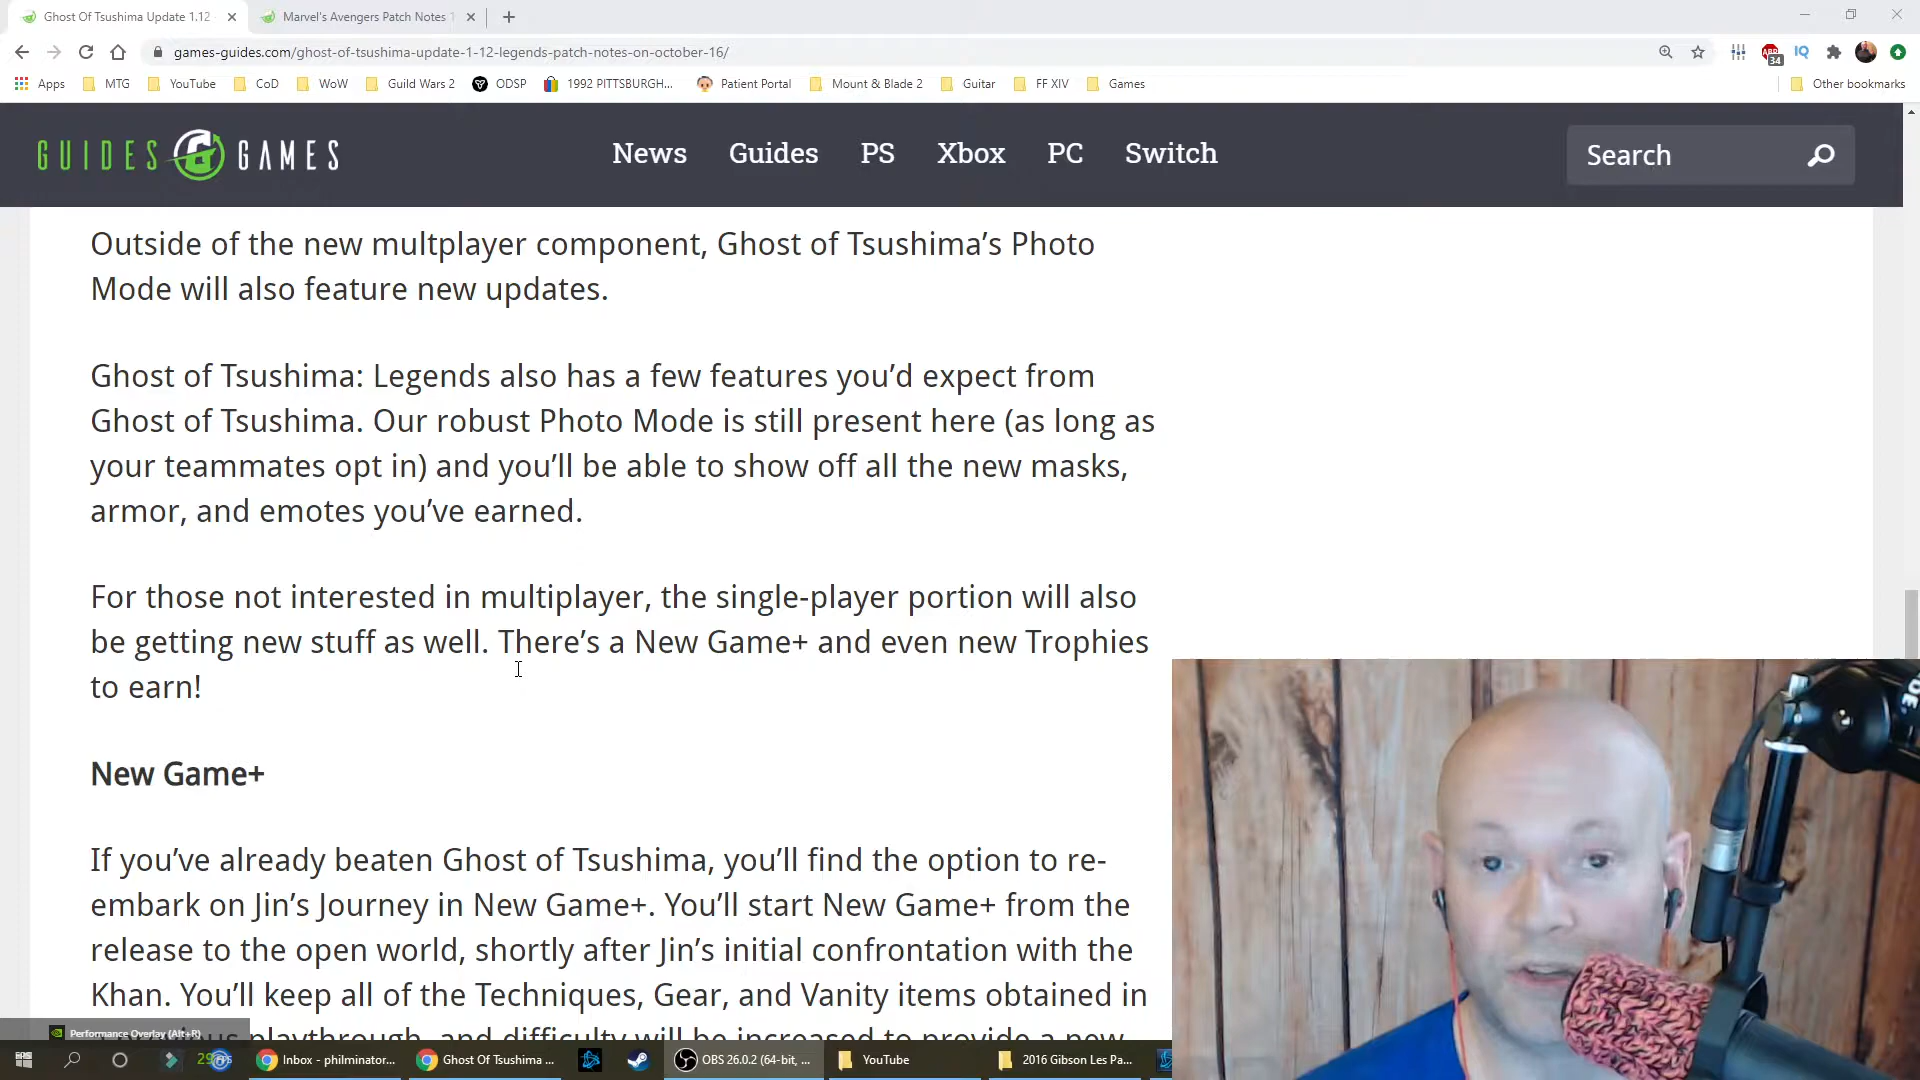 Ghost Of Tsushima Update 1.12
Marvel's Avengers Patch Notes 1
games-guides.com/ghost-of-tsushima-update-1-12-legends-patch-notes-on-october-16/
34
Apps MTG YouTube CoD WoW Guild Wars 2 ODSP 1992 PITTSBURGH... Patient Portal Mount & Blade 2 Guitar FF XIV Games Other bookmarks
GUIDES GAMES News Guides PS Xbox PC Switch Search
Outside of the new multplayer component, Ghost of Tsushima’s Photo
Mode will also feature new updates.
Ghost of Tsushima: Legends also has a few features you’d expect from
Ghost of Tsushima. Our robust Photo Mode is still present here (as long as
your teammates opt in) and you’ll be able to show off all the new masks,
armor, and emotes you’ve earned.
For those not interested in multiplayer, the single-player portion will also
be getting new stuff as well. There’s a New Game+ and even new Trophies
to earn!
New Game+
If you’ve already beaten Ghost of Tsushima, you’ll find the option to re-
embark on Jin’s Journey in New Game+. You’ll start New Game+ from the
release to the open world, shortly after Jin’s initial confrontation with the
Khan. You’ll keep all of the Techniques, Gear, and Vanity items obtained in
playthrough, and difficulty will be increased to provide a new
Performance Overlay (Alt+R)
Inbox - philminator... Ghost Of Tsushima ... OBS 26.0.2 (64-bit, ... YouTube 2016 Gibson Les Pa...